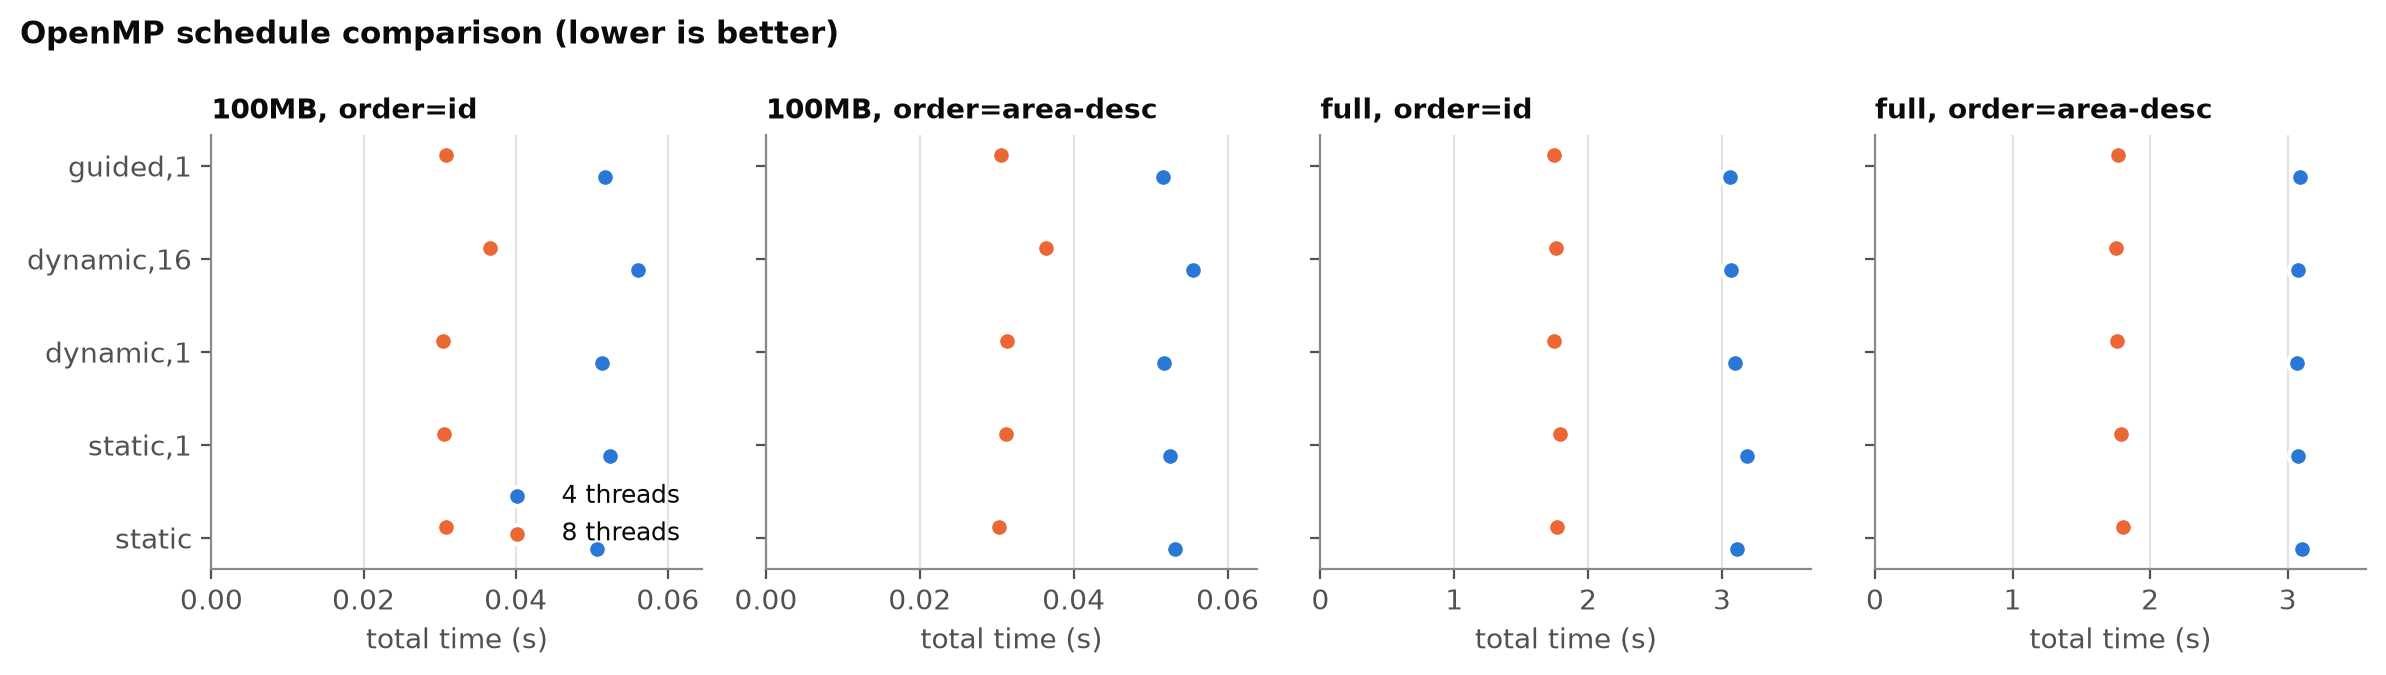 OpenMP schedule comparison (lower is better)
100MB, order=id
100MB, order=area-desc
full, order=id
full, order=area-desc
guided,1
dynamic,16
dynamic,1
static,1
static
4 threads
8 threads
0.00 0.02 0.04 0.06
0.00 0.02 0.04 0.06
0 1 2 3
0 1 2 3
total time (s)
total time (s)
total time (s)
total time (s)